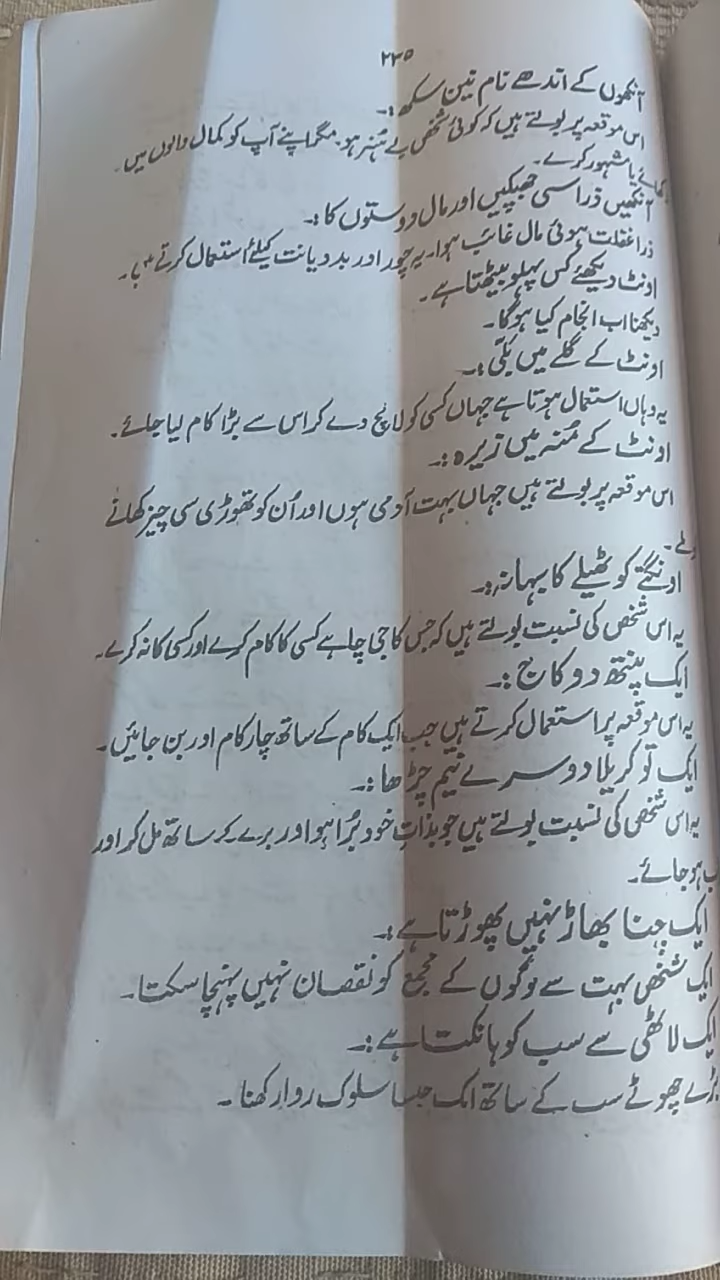 ۲۳۵
آنکھوں کے اندھے نام نین سکھ :۔
اس موقعہ پر بولتے ہیں کہ کوئی شخص بے ہُنر ہو۔ مگر اپنے آپ کو کمال والوں میں
یا مشہور کرے۔
آنکھیں ذرا سی جھپکیں اور مال دوستوں کا :۔
ذرا غفلت ہوئی مال غائب ہوا۔ یہ چور اور بددیانت کیلئے استعمال کرتے ہیں۔
اونٹ دیکھئے کس پہلو بیٹھتا ہے۔
دیکھنا اب انجام کیا ہوگا۔
اونٹ کے گلے میں بلّی :۔
یہ وہاں استعمال ہوتا ہے جہاں کسی کو لالچ دے کر اس سے بڑا کام لیا جائے۔
اونٹ کے مُنہ میں زیرہ :۔
اس موقعہ پر بولتے ہیں جہاں بہت آدمی ہوں اور اُن کو تھوڑی سی چیز کھانے
ملے۔
اونگتے کو ٹھیلے کا بہانہ :۔
یہ اس شخص کی نسبت بولتے ہیں کہ جس کا جی چاہے کسی کا کام کرے اور کسی کا نہ کرے۔
ایک پنتھ دو کاج :۔
یہ اس موقعہ پر استعمال کرتے ہیں جب ایک کام کے ساتھ چار کام اور بن جائیں۔
ایک تو کریلا دوسرے نیم چڑھا :۔
یہ اس شخص کی نسبت بولتے ہیں جو بذاتِ خود بُرا ہو اور برے کے ساتھ مل کر اور
ہو جائے۔
ایک چنا بھاڑ نہیں پھوڑتا ہے :۔
ایک شخص بہت سے لوگوں کے مجمع کو نقصان نہیں پہنچا سکتا۔
ایک لاٹھی سے سب کو ہانکتا ہے :۔
بڑے چھوٹے سب کے ساتھ ایک جیسا سلوک روا رکھنا۔